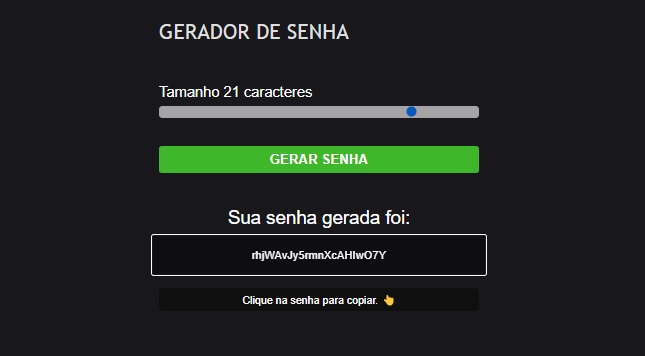 GERADOR DE SENHA
Tamanho 21 caracteres
GERAR SENHA
Sua senha gerada foi:
rhjWAvJy5rmnXcAHIwO7Y
Clique na senha para copiar. 👆